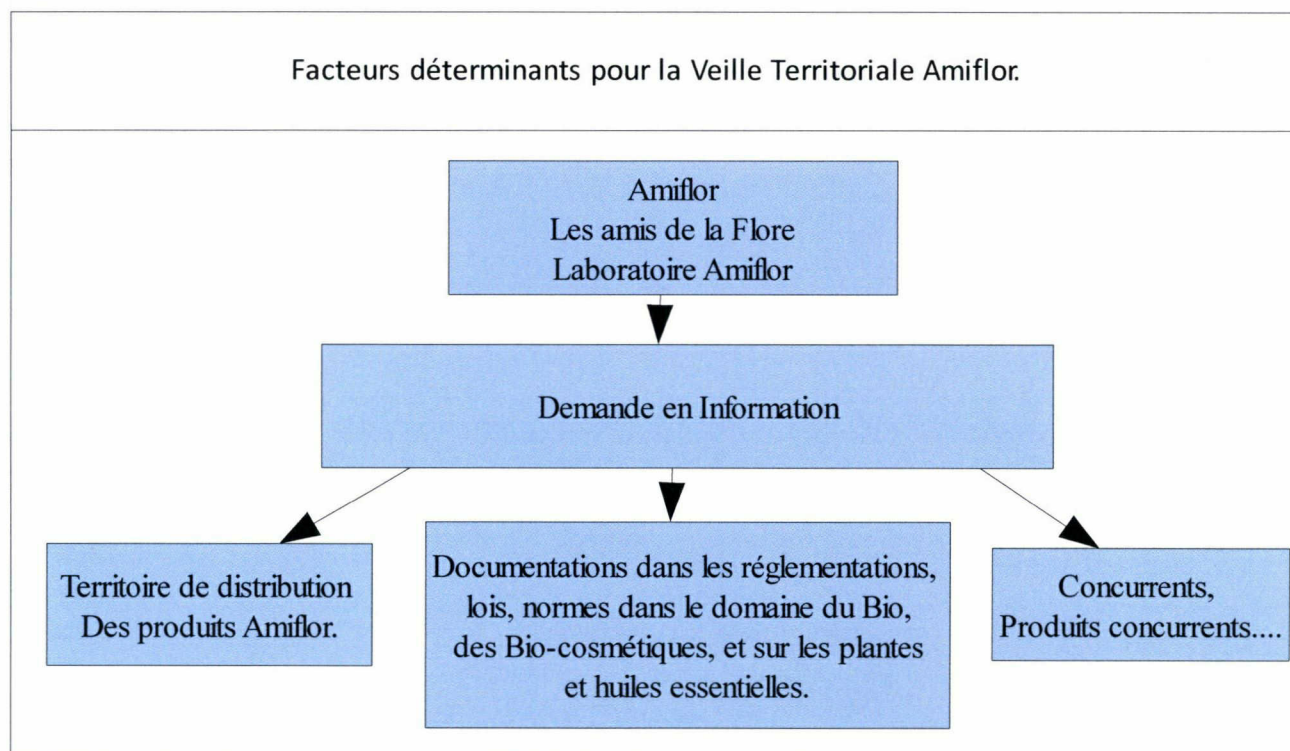 Facteurs déterminants pour la Veille Territoriale Amiflor.
Amiflor
Les amis de la Flore
Laboratoire Amiflor
Demande en Information
Territoire de distribution
Des produits Amiflor.
Documentations dans les réglementations,
lois, normes dans le domaine du Bio,
des Bio-cosmétiques, et sur les plantes
et huiles essentielles.
Concurrents,
Produits concurrents....